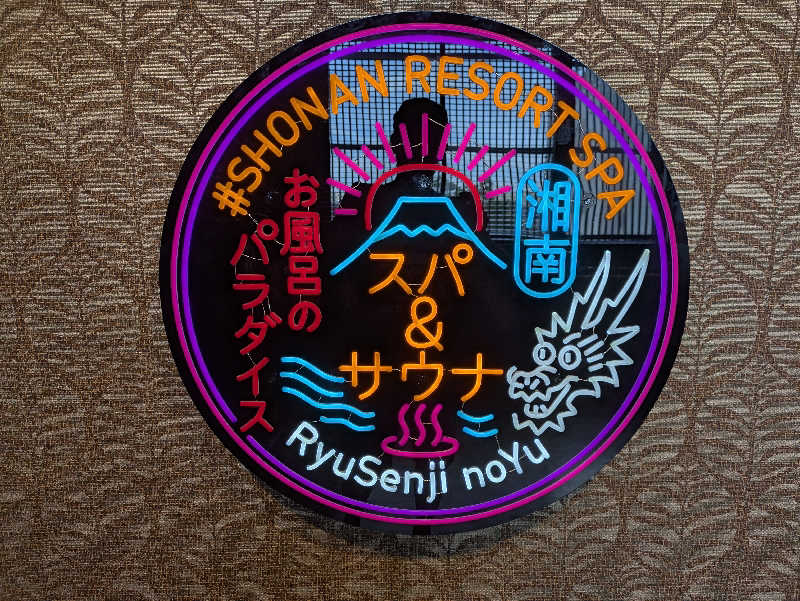 #SHONAN RESORT SPA
湘南
お風呂の
パラダイス
スパ
&
サウナ
RyuSenji noYu